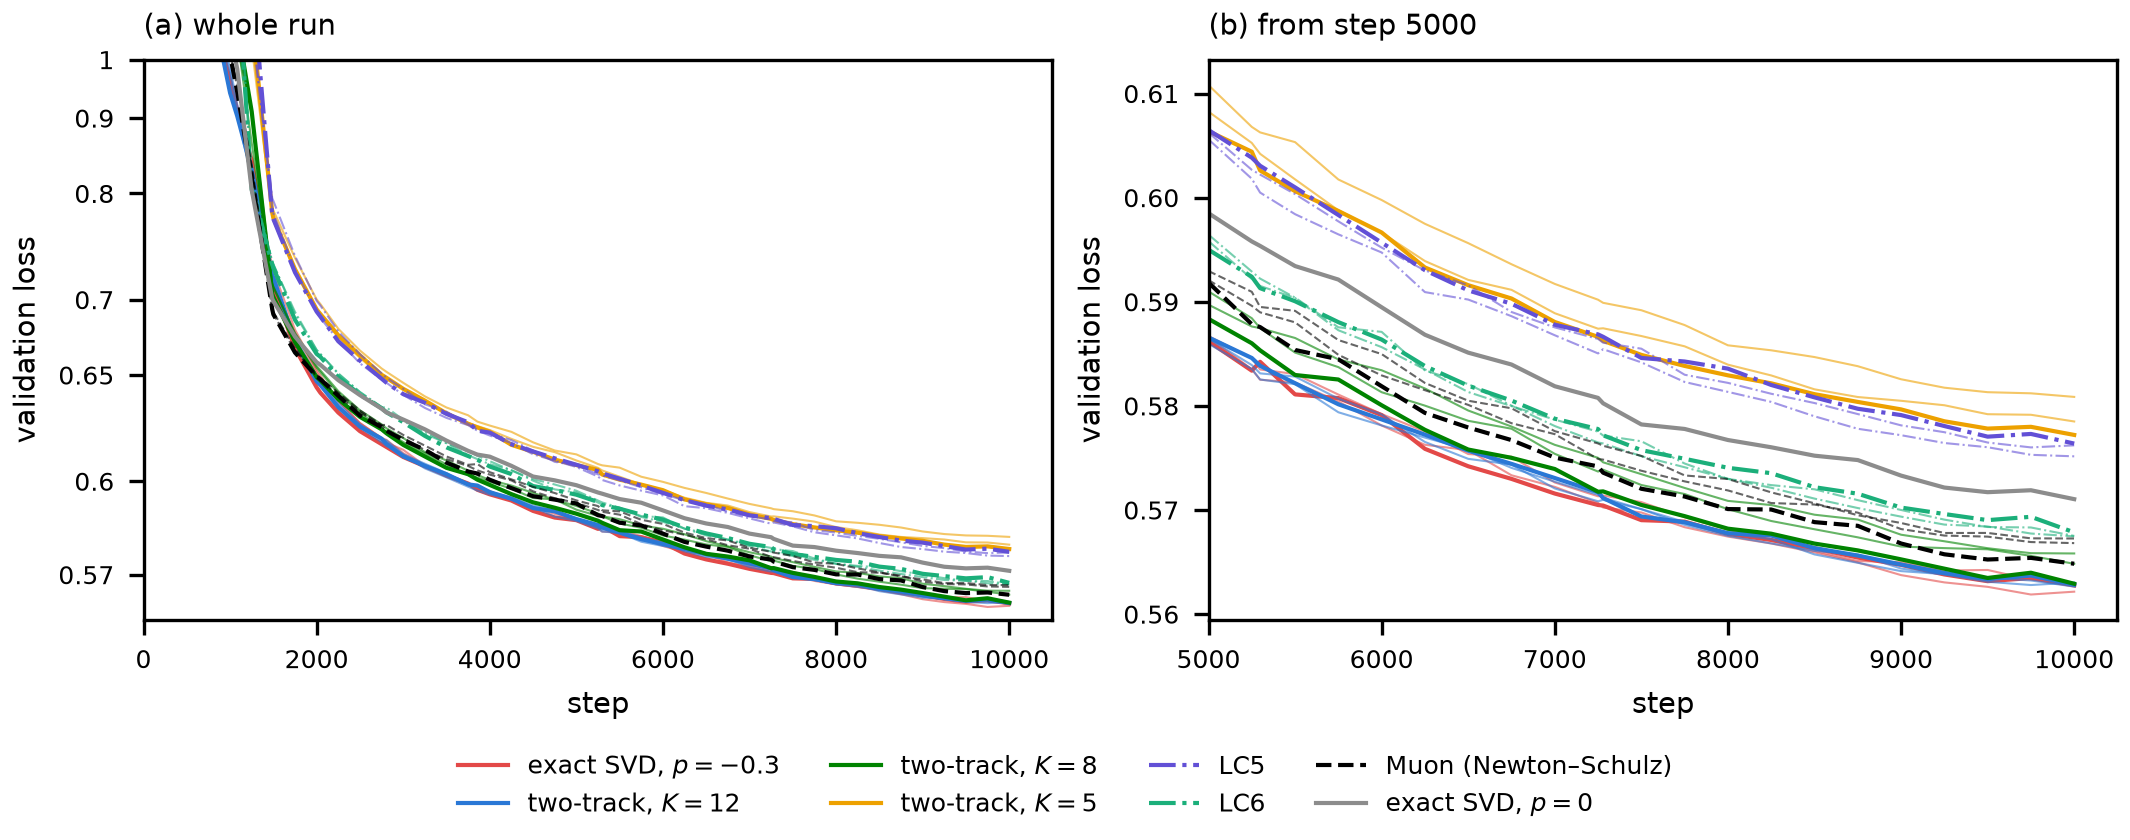 (a) whole run
(b) from step 5000
validation loss
1
0.9
0.8
0.7
0.65
0.6
0.57
0
2000
4000
6000
8000
10000
step
validation loss
0.61
0.60
0.59
0.58
0.57
0.56
5000
6000
7000
8000
9000
10000
step
exact SVD, p = −0.3
two-track, K = 12
two-track, K = 8
two-track, K = 5
LC5
LC6
Muon (Newton–Schulz)
exact SVD, p = 0